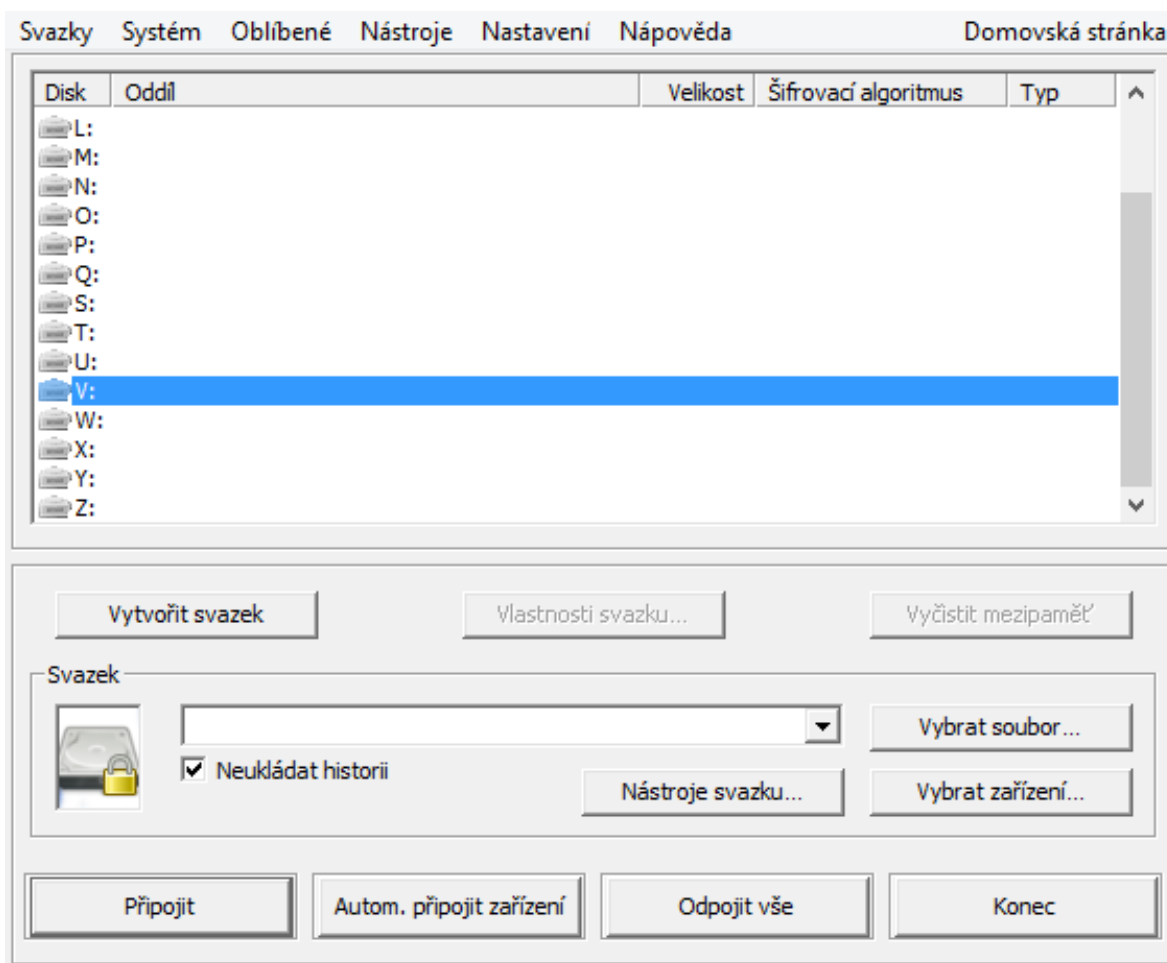 Svazky Systém Oblíbené Nástroje Nastavení Nápověda Domovská stránka
Disk Oddíl Velikost Šifrovací algoritmus Typ
L:
M:
N:
O:
P:
Q:
S:
T:
U:
V:
W:
X:
Y:
Z:
Vytvořit svazek Vlastnosti svazku... Vyčistit mezipaměť
Svazek
Vybrat soubor...
Neukládat historii
Nástroje svazku... Vybrat zařízení...
Připojit Autom. připojit zařízení Odpojit vše Konec